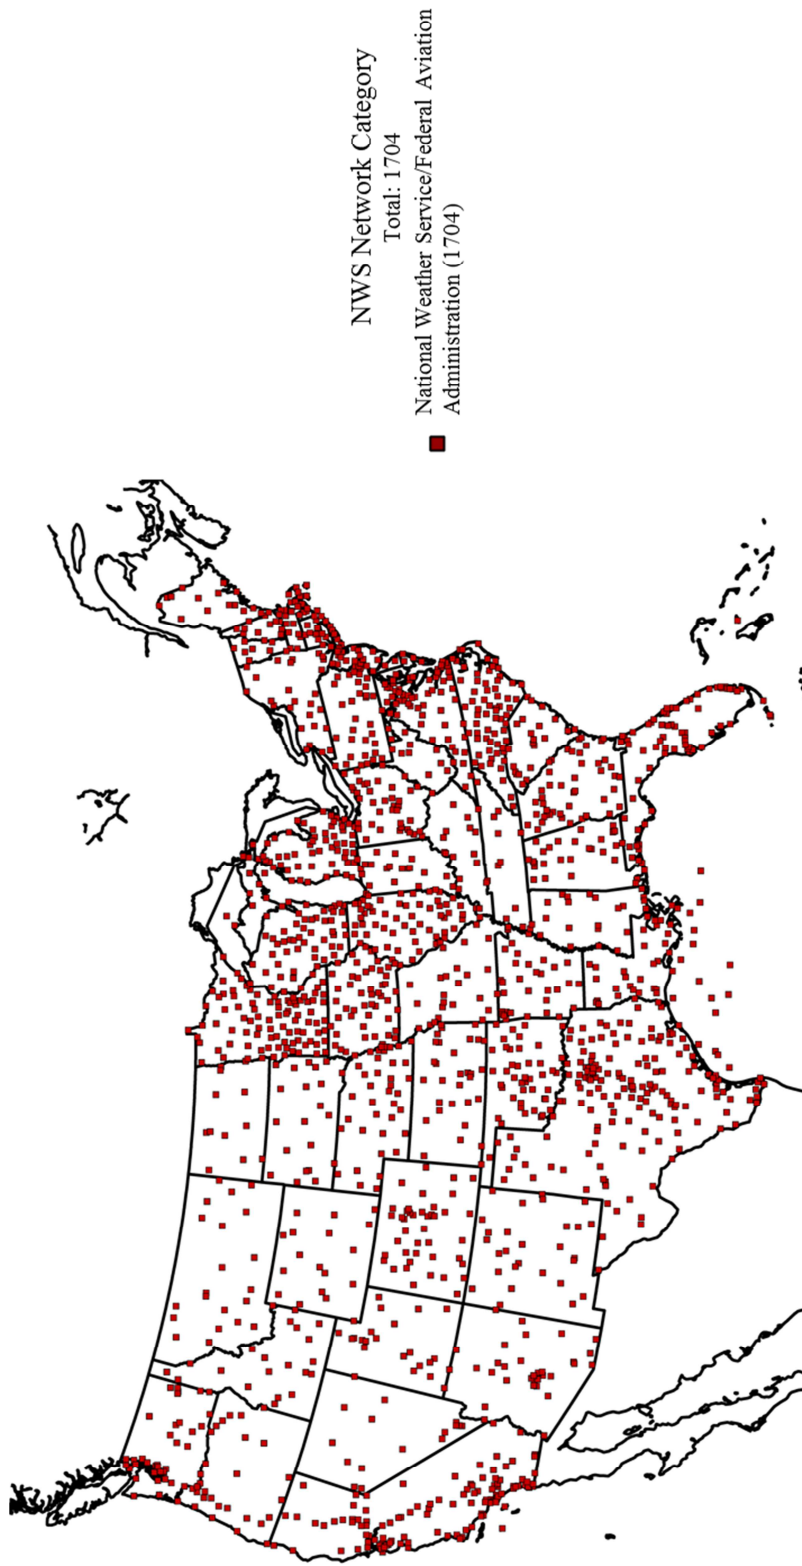 NWS Network Category
Total: 1704
National Weather Service/Federal Aviation
Administration (1704)